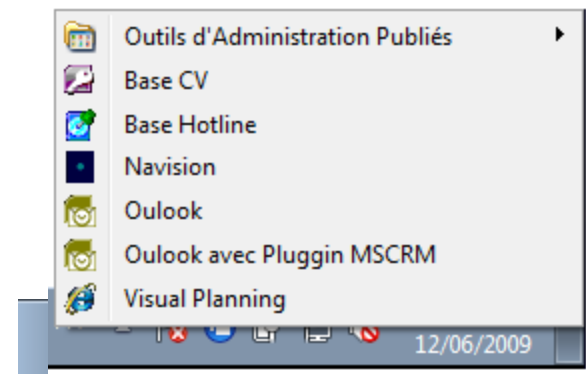 Outils d'Administration Publiés
Base CV
Base Hotline
Navision
Oulook
Oulook avec Pluggin MSCRM
Visual Planning
12/06/2009